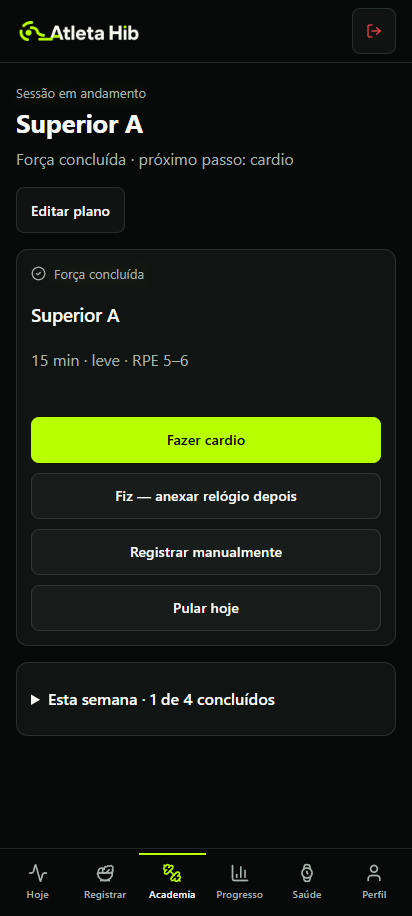 Atleta Hib
Sessão em andamento
Superior A
Força concluída · próximo passo: cardio
Editar plano
Força concluída
Superior A
15 min · leve · RPE 5–6
Fazer cardio
Fiz — anexar relógio depois
Registrar manualmente
Pular hoje
Esta semana · 1 de 4 concluídos
Hoje
Registrar
Academia
Progresso
Saúde
Perfil